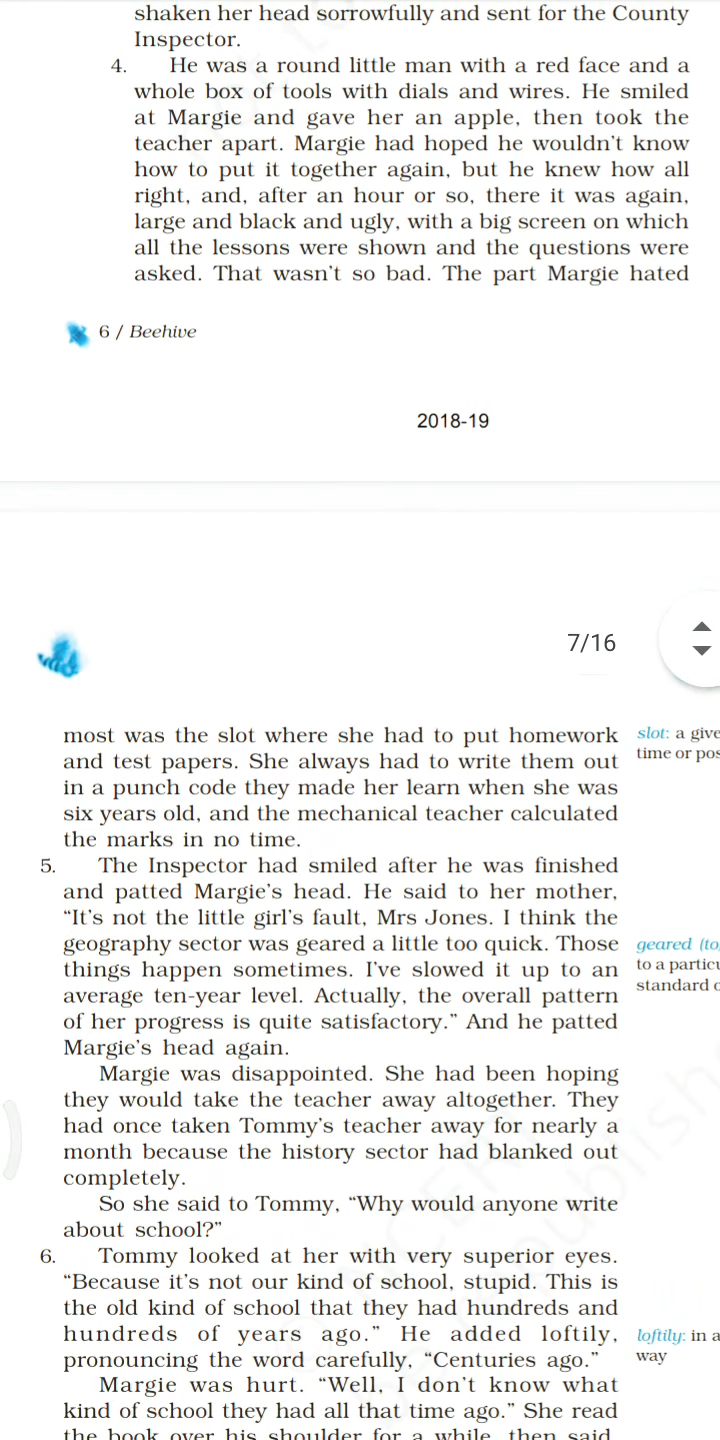 shaken her head sorrowfully and sent for the County
Inspector.
4. He was a round little man with a red face and a
whole box of tools with dials and wires. He smiled
at Margie and gave her an apple, then took the
teacher apart. Margie had hoped he wouldn't know
how to put it together again, but he knew how all
right, and, after an hour or so, there it was again,
large and black and ugly, with a big screen on which
all the lessons were shown and the questions were
asked. That wasn't so bad. The part Margie hated
6 / Beehive
2018-19
7/16
most was the slot where she had to put homework
and test papers. She always had to write them out
in a punch code they made her learn when she was
six years old, and the mechanical teacher calculated
the marks in no time.
slot: a give
time or pos
5. The Inspector had smiled after he was finished
and patted Margie's head. He said to her mother,
“It's not the little girl's fault, Mrs Jones. I think the
geography sector was geared a little too quick. Those
things happen sometimes. I've slowed it up to an
average ten-year level. Actually, the overall pattern
of her progress is quite satisfactory.” And he patted
Margie's head again.
geared (to
to a particu
standard o
Margie was disappointed. She had been hoping
they would take the teacher away altogether. They
had once taken Tommy's teacher away for nearly a
month because the history sector had blanked out
completely.
So she said to Tommy, “Why would anyone write
about school?”
6. Tommy looked at her with very superior eyes.
“Because it's not our kind of school, stupid. This is
the old kind of school that they had hundreds and
hundreds of years ago.” He added loftily,
pronouncing the word carefully, “Centuries ago.”
loftily: in a
way
Margie was hurt. “Well, I don't know what
kind of school they had all that time ago.” She read
the book over his shoulder for a while, then said,